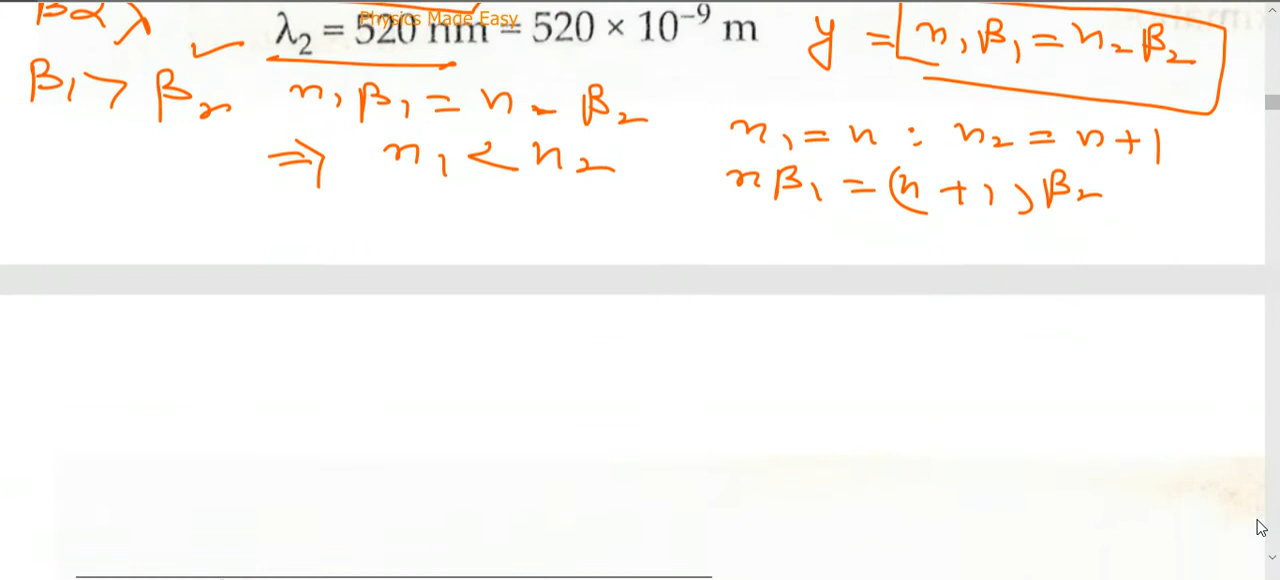 β ∝ λ
λ₂ = 520 nm = 520 × 10⁻⁹ m
Physics Made Easy
y = n₁β₁ = n₂β₂
β₁ > β₂
n₁β₁ = n₂β₂
⇒ n₁ < n₂
n₁ = n : n₂ = n + 1
nβ₁ = (n + 1)β₂